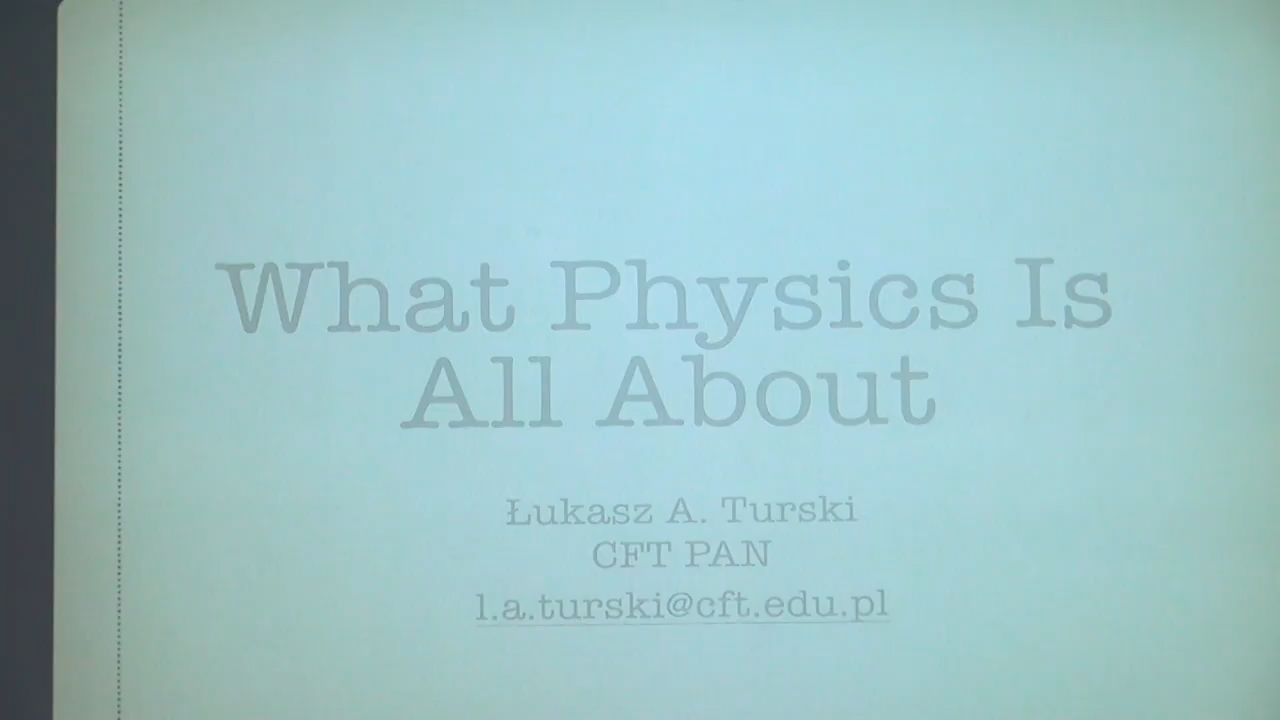 What Physics Is
All About
Łukasz A. Turski
CFT PAN
l.a.turski@cft.edu.pl